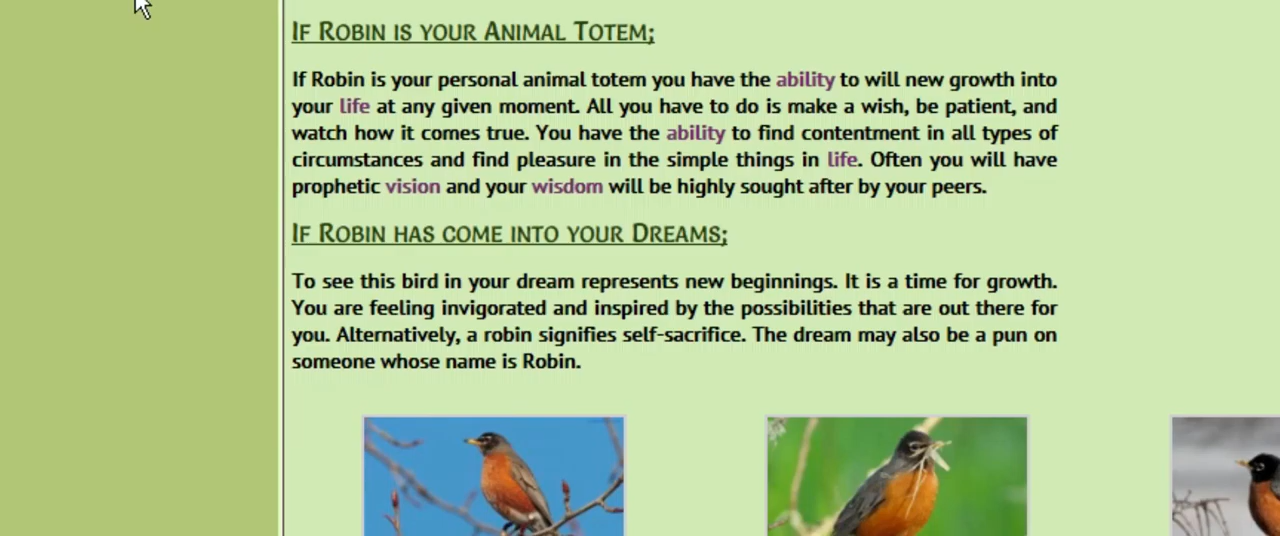 If Robin is your Animal Totem;
If Robin is your personal animal totem you have the ability to will new growth into
your life at any given moment. All you have to do is make a wish, be patient, and
watch how it comes true. You have the ability to find contentment in all types of
circumstances and find pleasure in the simple things in life. Often you will have
prophetic vision and your wisdom will be highly sought after by your peers.
If Robin has come into your Dreams;
To see this bird in your dream represents new beginnings. It is a time for growth.
You are feeling invigorated and inspired by the possibilities that are out there for
you. Alternatively, a robin signifies self-sacrifice. The dream may also be a pun on
someone whose name is Robin.